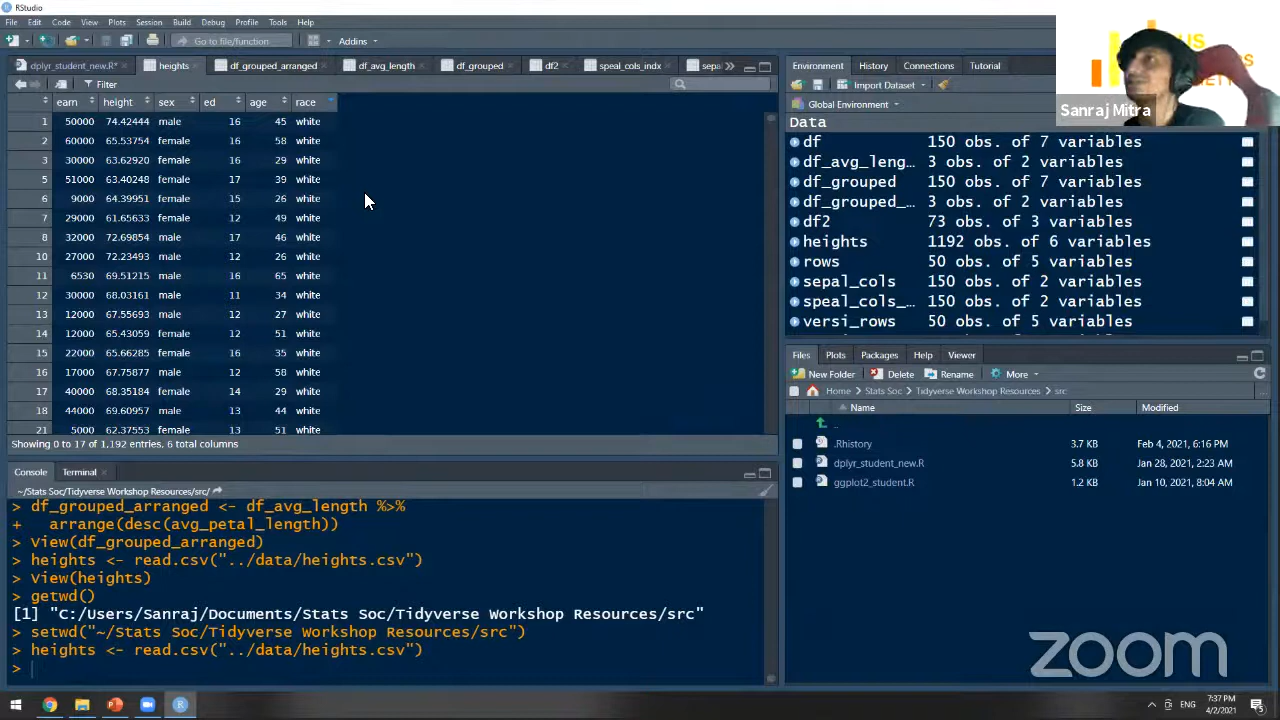 RStudio
File Edit Code View Plots Session Build Debug Profile Tools Help
Go to file/function Addins
dplyr_student_new.R* heights df_grouped_arranged df_avg_length df_grouped df2 speal_cols_indx
Filter
earn height sex ed age race
1 50000 74.42444 male 16 45 white
2 60000 65.53754 female 16 58 white
3 30000 63.62920 female 16 29 white
5 51000 63.40248 female 17 39 white
6 9000 64.39951 female 15 26 white
7 29000 61.65633 female 12 49 white
8 32000 72.69854 male 17 46 white
10 27000 72.23493 male 12 26 white
11 6530 69.51215 male 16 65 white
12 30000 68.03161 male 11 34 white
13 12000 67.55693 male 12 27 white
14 12000 65.43059 female 12 51 white
15 22000 65.66285 female 16 35 white
16 17000 67.75877 male 12 58 white
17 40000 68.35184 female 14 29 white
18 44000 69.60957 male 13 44 white
21 5000 62.37553 female 13 51 white
Showing 0 to 17 of 1,192 entries, 6 total columns
Console Terminal
~/Stats Soc/Tidyverse Workshop Resources/src/
> df_grouped_arranged <- df_avg_length %>%
+ arrange(desc(avg_petal_length))
> View(df_grouped_arranged)
> heights <- read.csv("../data/heights.csv")
> View(heights)
> getwd()
[1] "C:/Users/Sanraj/Documents/Stats Soc/Tidyverse Workshop Resources/src"
> setwd("~/Stats Soc/Tidyverse Workshop Resources/src")
> heights <- read.csv("../data/heights.csv")
>
Environment History Connections Tutorial
Import Dataset
Global Environment
Data
df 150 obs. of 7 variables
df_avg_leng… 3 obs. of 2 variables
df_grouped 150 obs. of 7 variables
df_grouped_… 3 obs. of 2 variables
df2 73 obs. of 3 variables
heights 1192 obs. of 6 variables
rows 50 obs. of 5 variables
sepal_cols 150 obs. of 2 variables
speal_cols_… 150 obs. of 2 variables
versi_rows 50 obs. of 5 variables
Files Plots Packages Help Viewer
New Folder Delete Rename More
Home Stats Soc Tidyverse Workshop Resources src
Name Size Modified
..
.Rhistory 3.7 KB Feb 4, 2021, 6:16 PM
dplyr_student_new.R 5.8 KB Jan 28, 2021, 2:23 AM
ggplot2_student.R 1.2 KB Jan 10, 2021, 8:04 AM
Sanraj Mitra
zoom
ENG
7:37 PM
4/2/2021